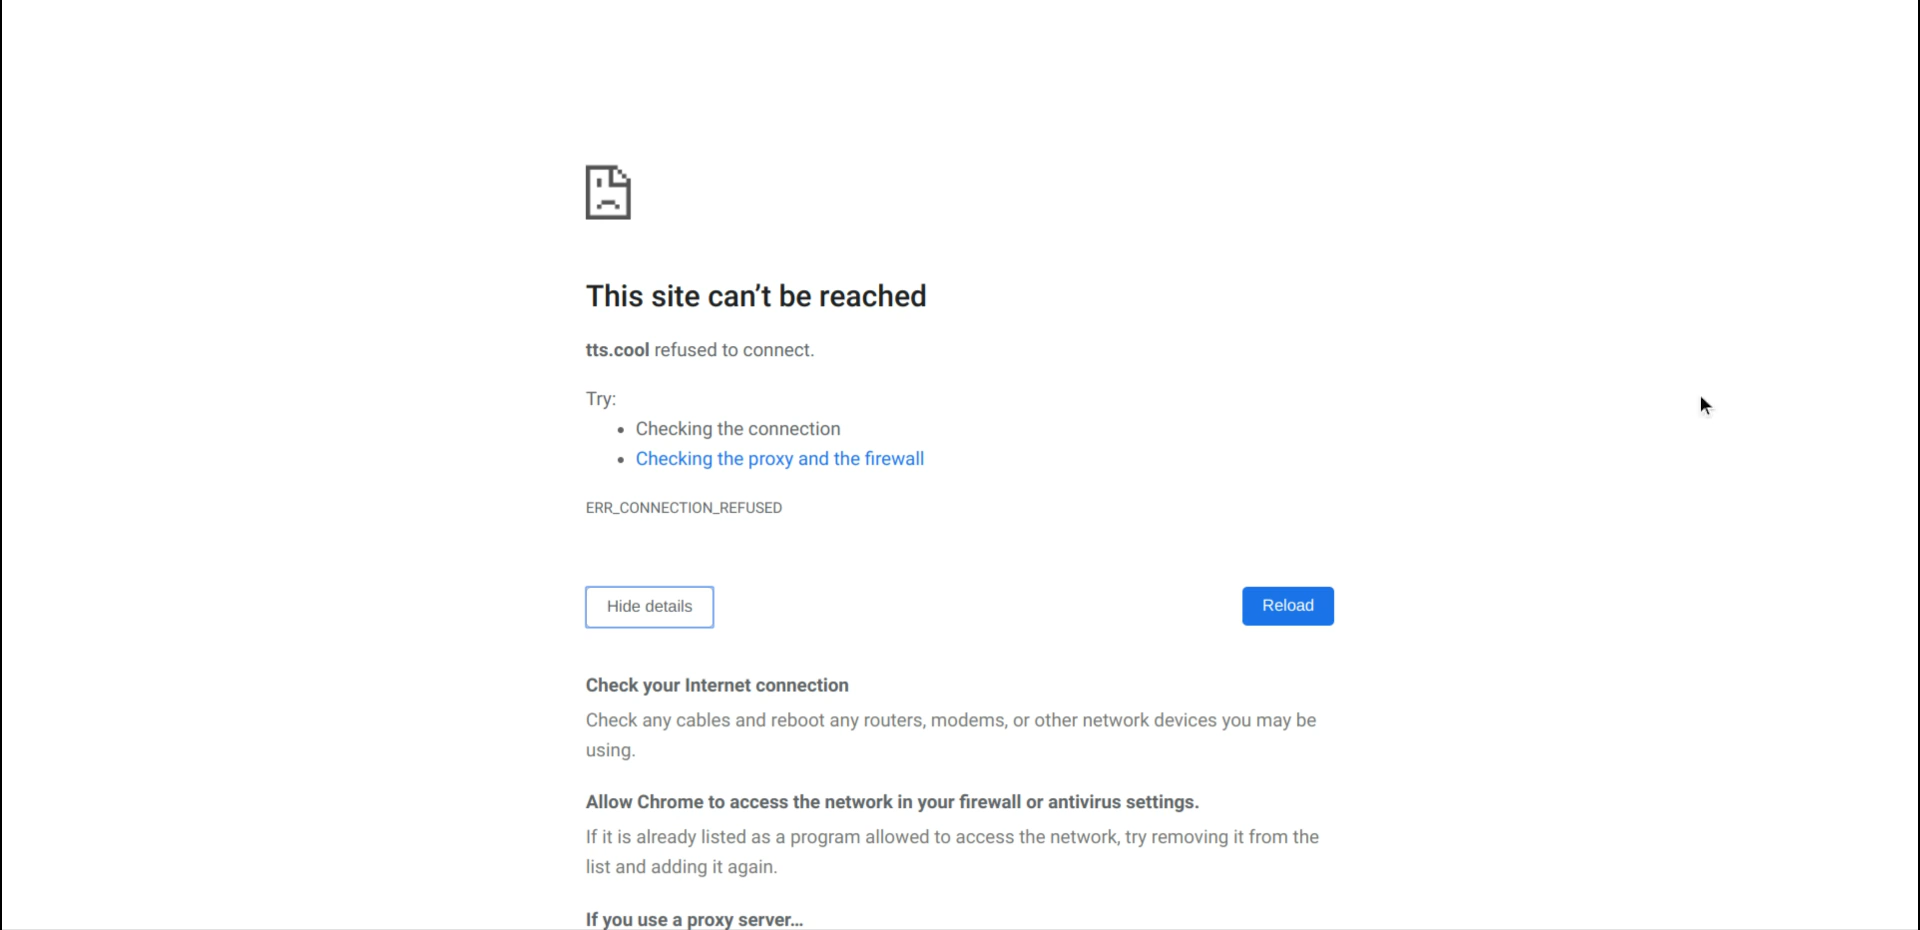 This site can’t be reached
tts.cool refused to connect.
Try:
• Checking the connection
• Checking the proxy and the firewall
ERR_CONNECTION_REFUSED
Hide details
Reload
Check your Internet connection
Check any cables and reboot any routers, modems, or other network devices you may be
using.
Allow Chrome to access the network in your firewall or antivirus settings.
If it is already listed as a program allowed to access the network, try removing it from the
list and adding it again.
If you use a proxy server…